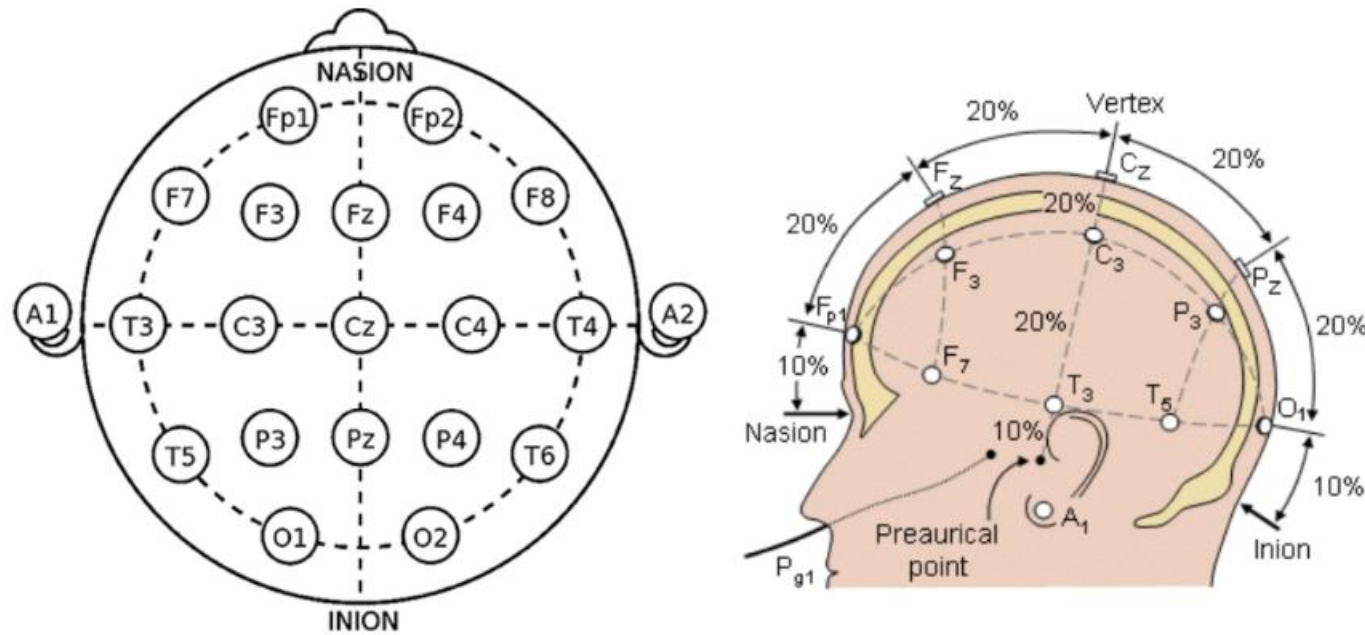 NASION
Fp1 Fp2
F7 F3 Fz F4 F8
A1 T3 C3 Cz C4 T4 A2
T5 P3 Pz P4 T6
O1 O2
INION
Vertex
20% 20%
Fz Cz
20% 20%
F3 C3 Pz
Fp1 P3
20% 20%
10% F7 T3 T5 O1
Nasion 10% 10%
A1
Preaurical
point
Inion
Pg1